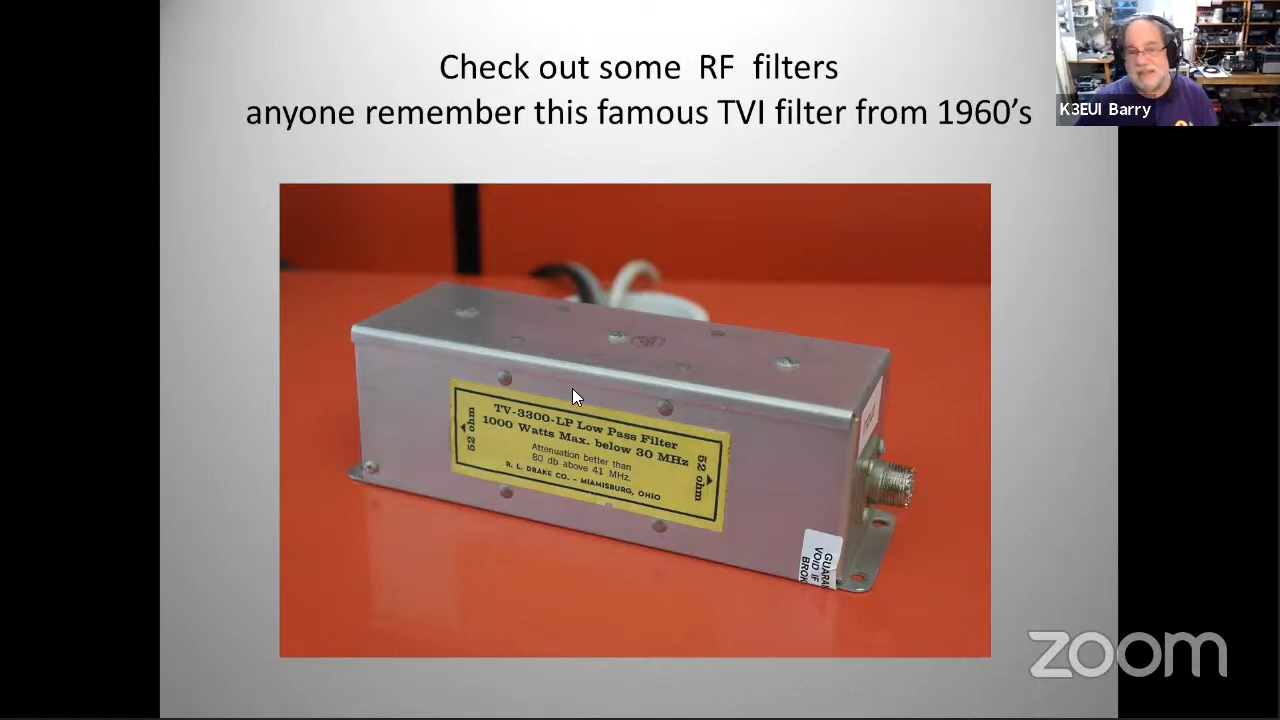 Check out some RF filters
anyone remember this famous TVI filter from 1960's
K3EUI Barry
TV-3300-LP Low Pass Filter
1000 Watts Max. below 30 MHz
52 ohm
Attenuation better than
80 db above 41 MHz.
52 ohm
R. L. DRAKE CO. – MIAMISBURG, OHIO
VOID IF
zoom